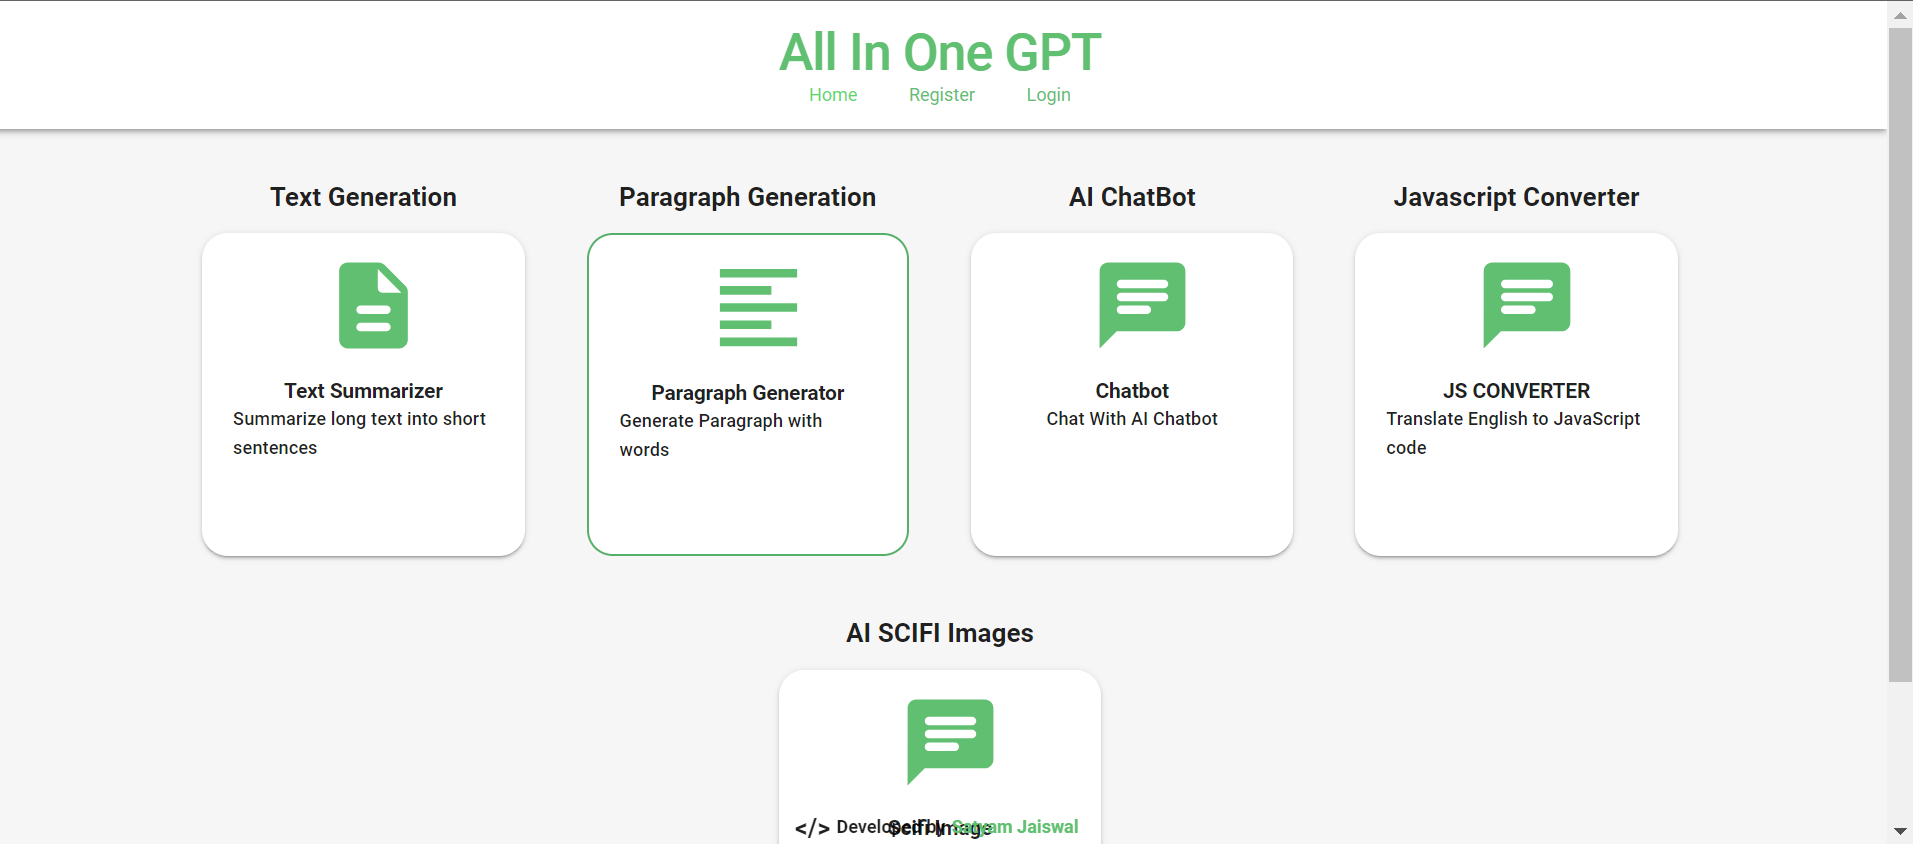 All In One GPT
Home Register Login
Text Generation
Paragraph Generation
AI ChatBot
Javascript Converter
Text Summarizer
Summarize long text into short
sentences
Paragraph Generator
Generate Paragraph with
words
Chatbot
Chat With AI Chatbot
JS CONVERTER
Translate English to JavaScript
code
AI SCIFI Images
Scifi Image
</> Developed by Satyam Jaiswal